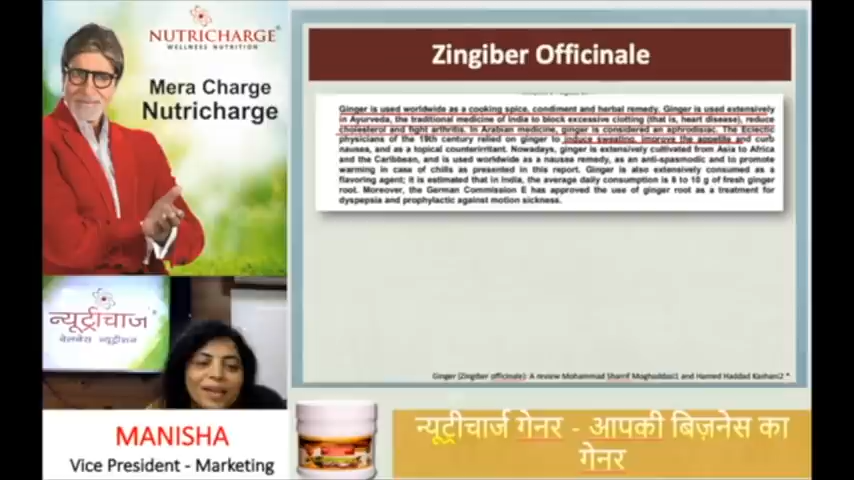 NUTRICHARGE
WELLNESS NUTRITION
Mera Charge
Nutricharge
न्यूट्रीचार्ज
वेलनेस न्यूट्रीशन
MANISHA
Vice President - Marketing
Zingiber Officinale
Ginger is used worldwide as a cooking spice, condiment and herbal remedy. Ginger is used extensively
in Ayurveda, the traditional medicine of India to block excessive clotting (that is, heart disease), reduce
cholesterol and fight arthritis. In Arabian medicine, ginger is considered an aphrodisiac. The Eclectic
physicians of the 19th century relied on ginger to induce sweating, improve the appetite and curb
nausea, and as a topical counterirritant. Nowadays, ginger is extensively cultivated from Asia to Africa
and the Caribbean, and is used worldwide as a nausea remedy, as an anti-spasmodic and to promote
warming in case of chills as presented in this report. Ginger is also extensively consumed as a
flavoring agent; it is estimated that in India, the average daily consumption is 8 to 10 g of fresh ginger
root. Moreover, the German Commission E has approved the use of ginger root as a treatment for
dyspepsia and prophylactic against motion sickness.
Ginger (Zingiber officinale): A review Mohammad Sharrif Moghaddasi1 and Hamed Haddad Kashani2 *
न्यूट्रीचार्ज गेनर - आपकी बिज़नेस का
गेनर